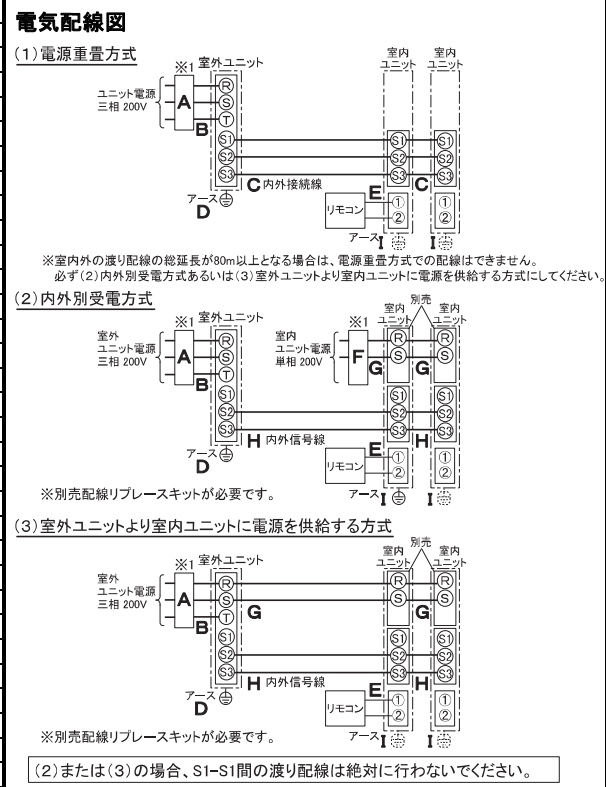 電気配線図
(1)電源重畳方式
※1 室外ユニット
室内 室内
ユニット ユニット
ユニット電源
三相 200V
A
B
R
S
T
S1 S1 S1
S2 S2 S2
S3 S3 S3
C 内外接続線
C
アース
D
E
リモコン
① ①
② ②
アース I I
※室内外の渡り配線の総延長が80m以上となる場合は、電源重畳方式での配線はできません。
必ず(2)内外別受電方式あるいは(3)室外ユニットより室内ユニットに電源を供給する方式にしてください。
(2)内外別受電方式
※1 室外ユニット
※1
室内 別売 室内
ユニット ユニット
室外
ユニット電源
三相 200V
A
B
室内
ユニット電源
単相 200V
F
G G
R R R
S S S
T
S1 S1 S1
S2 S2 S2
S3 S3 S3
H 内外信号線
H
アース
D
E
リモコン
① ①
② ②
アース I I
※別売配線リプレースキットが必要です。
(3)室外ユニットより室内ユニットに電源を供給する方式
※1 室外ユニット
室内 別売 室内
ユニット ユニット
室外
ユニット電源
三相 200V
A
B
R R R
S S S
G G
T
S1 S1 S1
S2 S2 S2
S3 S3 S3
H 内外信号線
H
アース
D
E
リモコン
① ①
② ②
アース I I
※別売配線リプレースキットが必要です。
(2)または(3)の場合、S1-S1間の渡り配線は絶対に行わないでください。